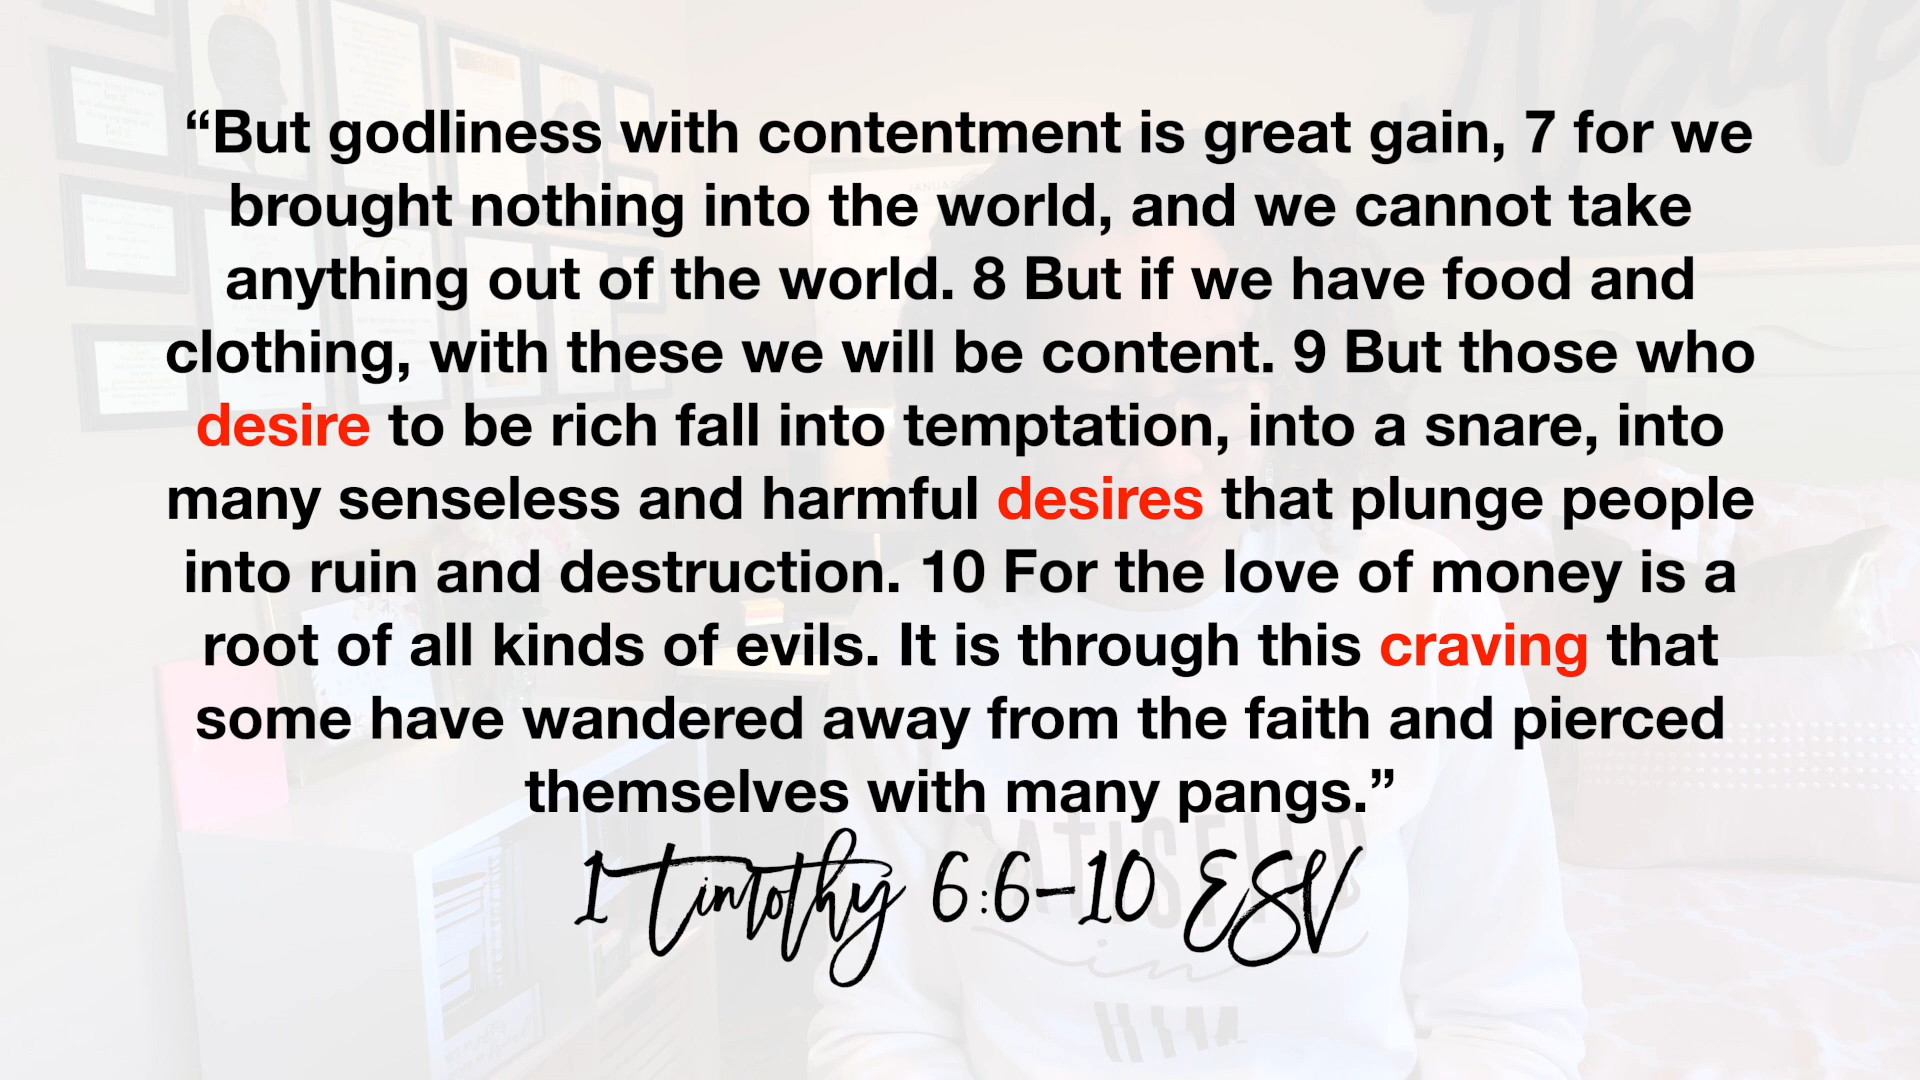 “But godliness with contentment is great gain, 7 for we
brought nothing into the world, and we cannot take
anything out of the world. 8 But if we have food and
clothing, with these we will be content. 9 But those who
desire to be rich fall into temptation, into a snare, into
many senseless and harmful desires that plunge people
into ruin and destruction. 10 For the love of money is a
root of all kinds of evils. It is through this craving that
some have wandered away from the faith and pierced
themselves with many pangs.”
1 Timothy 6:6-10 ESV
SATISFIED
in
HIM